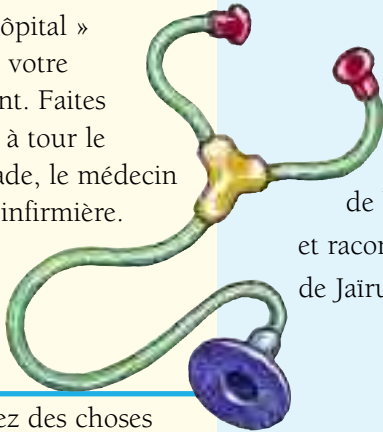 ôpital »
votre
nt. Faites
à tour le
ade, le médecin
infirmière.
de
et racon
de Jaïru
ez des choses